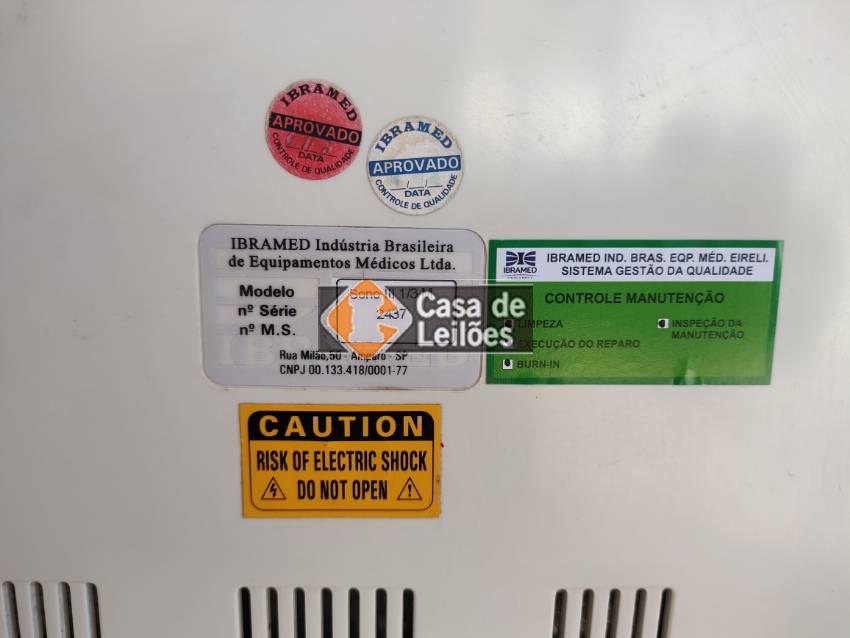 IBRAMED
APROVADO
DATA
CONTROLE DE QUALIDADE
IBRAMED
APROVADO
_/_/_
DATA
CONTROLE DE QUALIDADE
IBRAMED Indústria Brasileira
de Equipamentos Médicos Ltda.
Modelo
nº Série 2437
nº M.S.
IBRAMED
Rua Milão,50 - Amparo - SP
CNPJ 00.133.418/0001-77
Casa de
Leilões
IBRAMED
IBRAMED IND. BRAS. EQP. MÉD. EIRELI.
SISTEMA GESTÃO DA QUALIDADE
CONTROLE MANUTENÇÃO
LIMPEZA
EXECUÇÃO DO REPARO
BURN-IN
INSPEÇÃO DA
MANUTENÇÃO
CAUTION
RISK OF ELECTRIC SHOCK
DO NOT OPEN